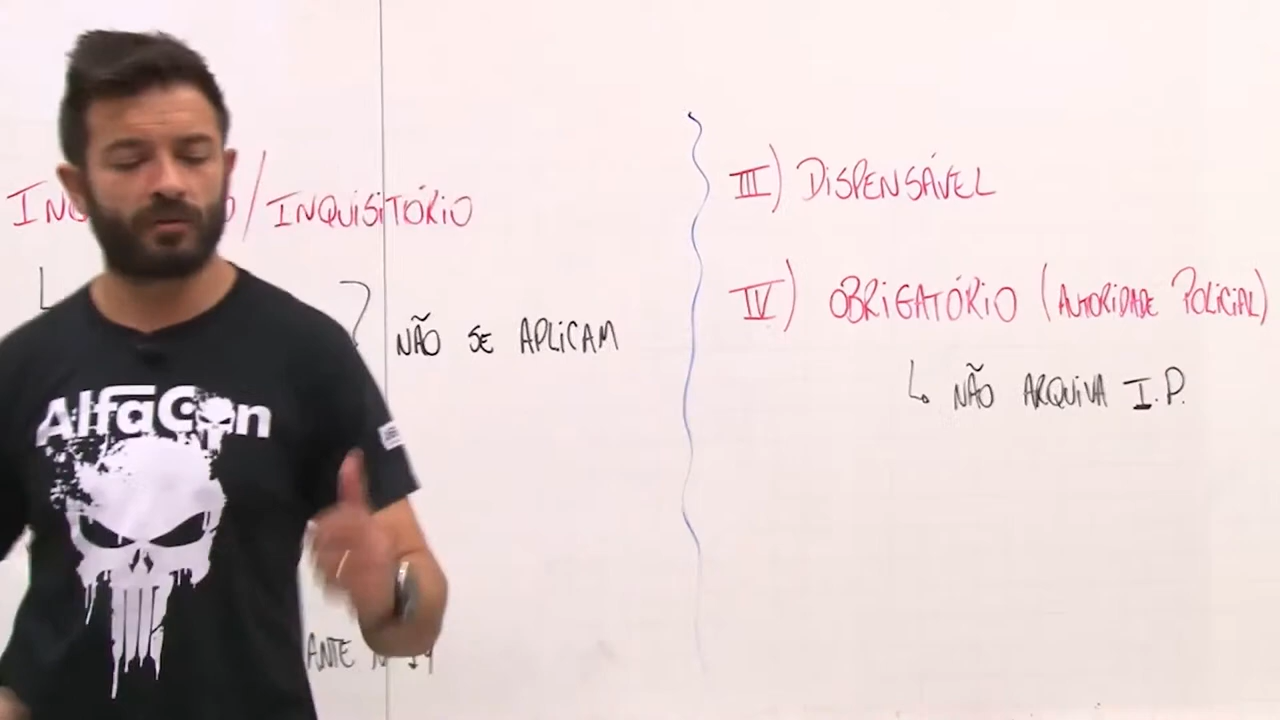 /INQUISITÓRIO
NÃO SE APLICAM
III) DISPENSÁVEL
IV) OBRIGATÓRIO (AUTORIDADE POLICIAL)
↳ NÃO ARQUIVA I.P.
AlfaCon